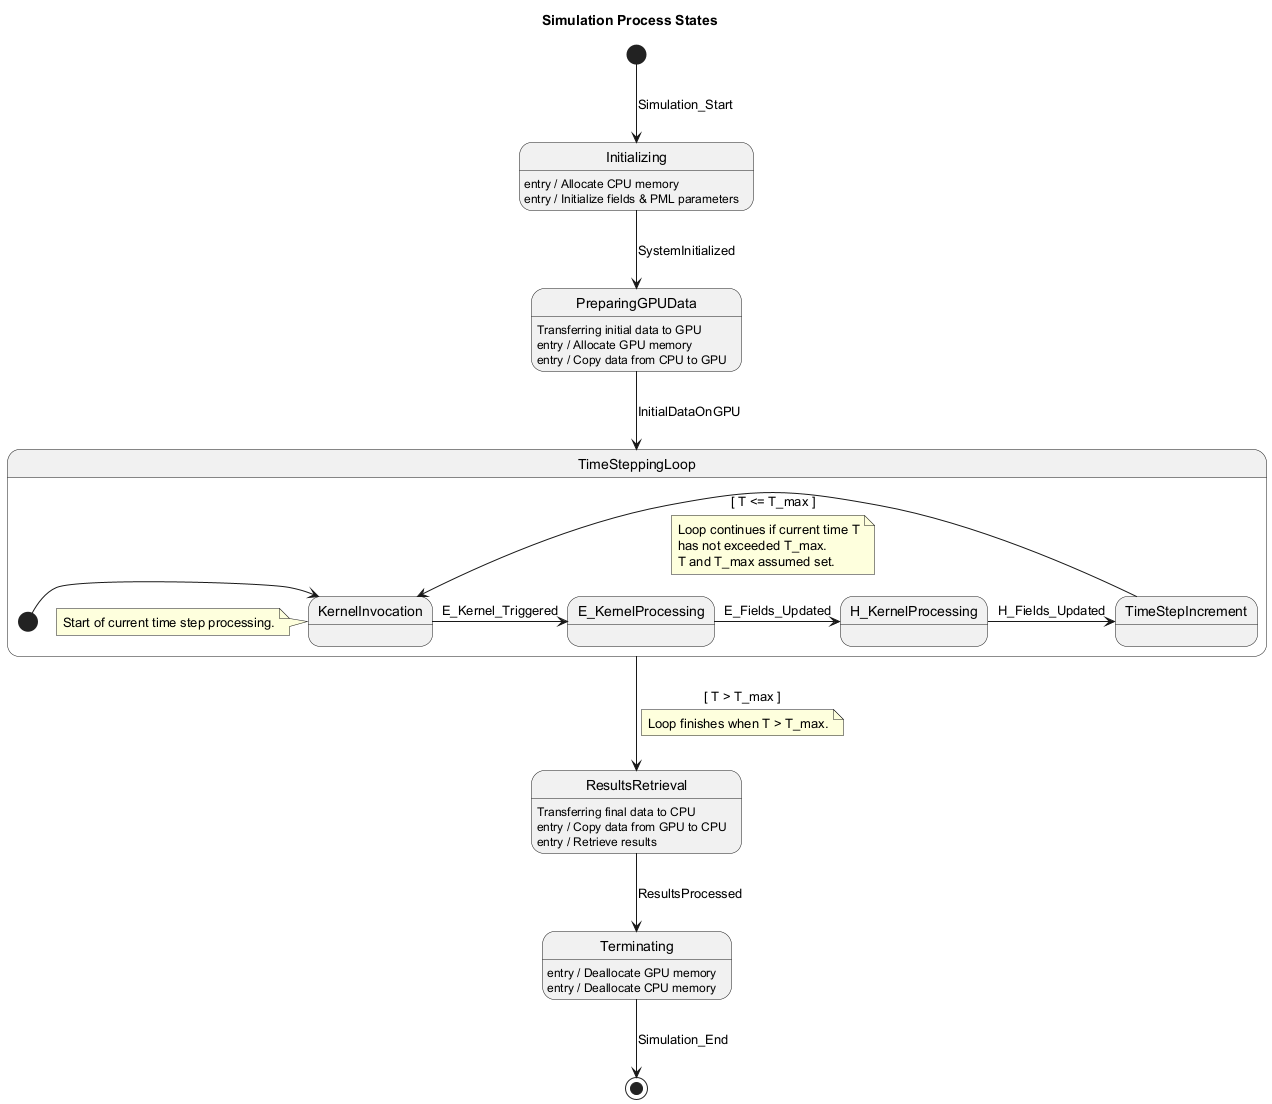 Simulation Process States
Simulation_Start
Initializing
entry / Allocate CPU memory
entry / Initialize fields & PML parameters
SystemInitialized
PreparingGPUData
Transferring initial data to GPU
entry / Allocate GPU memory
entry / Copy data from CPU to GPU
InitialDataOnGPU
TimeSteppingLoop
[ T <= T_max ]
Loop continues if current time T
has not exceeded T_max.
T and T_max assumed set.
Start of current time step processing.
KernelInvocation
E_Kernel_Triggered
E_KernelProcessing
E_Fields_Updated
H_KernelProcessing
H_Fields_Updated
TimeStepIncrement
[ T > T_max ]
Loop finishes when T > T_max.
ResultsRetrieval
Transferring final data to CPU
entry / Copy data from GPU to CPU
entry / Retrieve results
ResultsProcessed
Terminating
entry / Deallocate GPU memory
entry / Deallocate CPU memory
Simulation_End